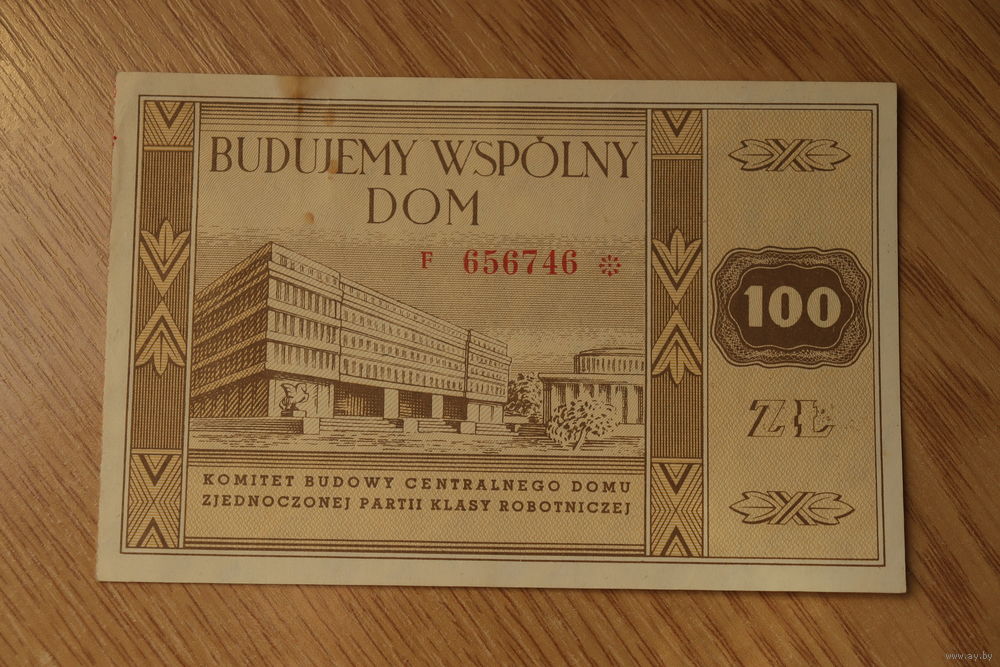 BUDUJEMY WSPÓLNY
DOM
F 656746
100
ZŁ
KOMITET BUDOWY CENTRALNEGO DOMU
ZJEDNOCZONEJ PARTII KLASY ROBOTNICZEJ
www.ay.by